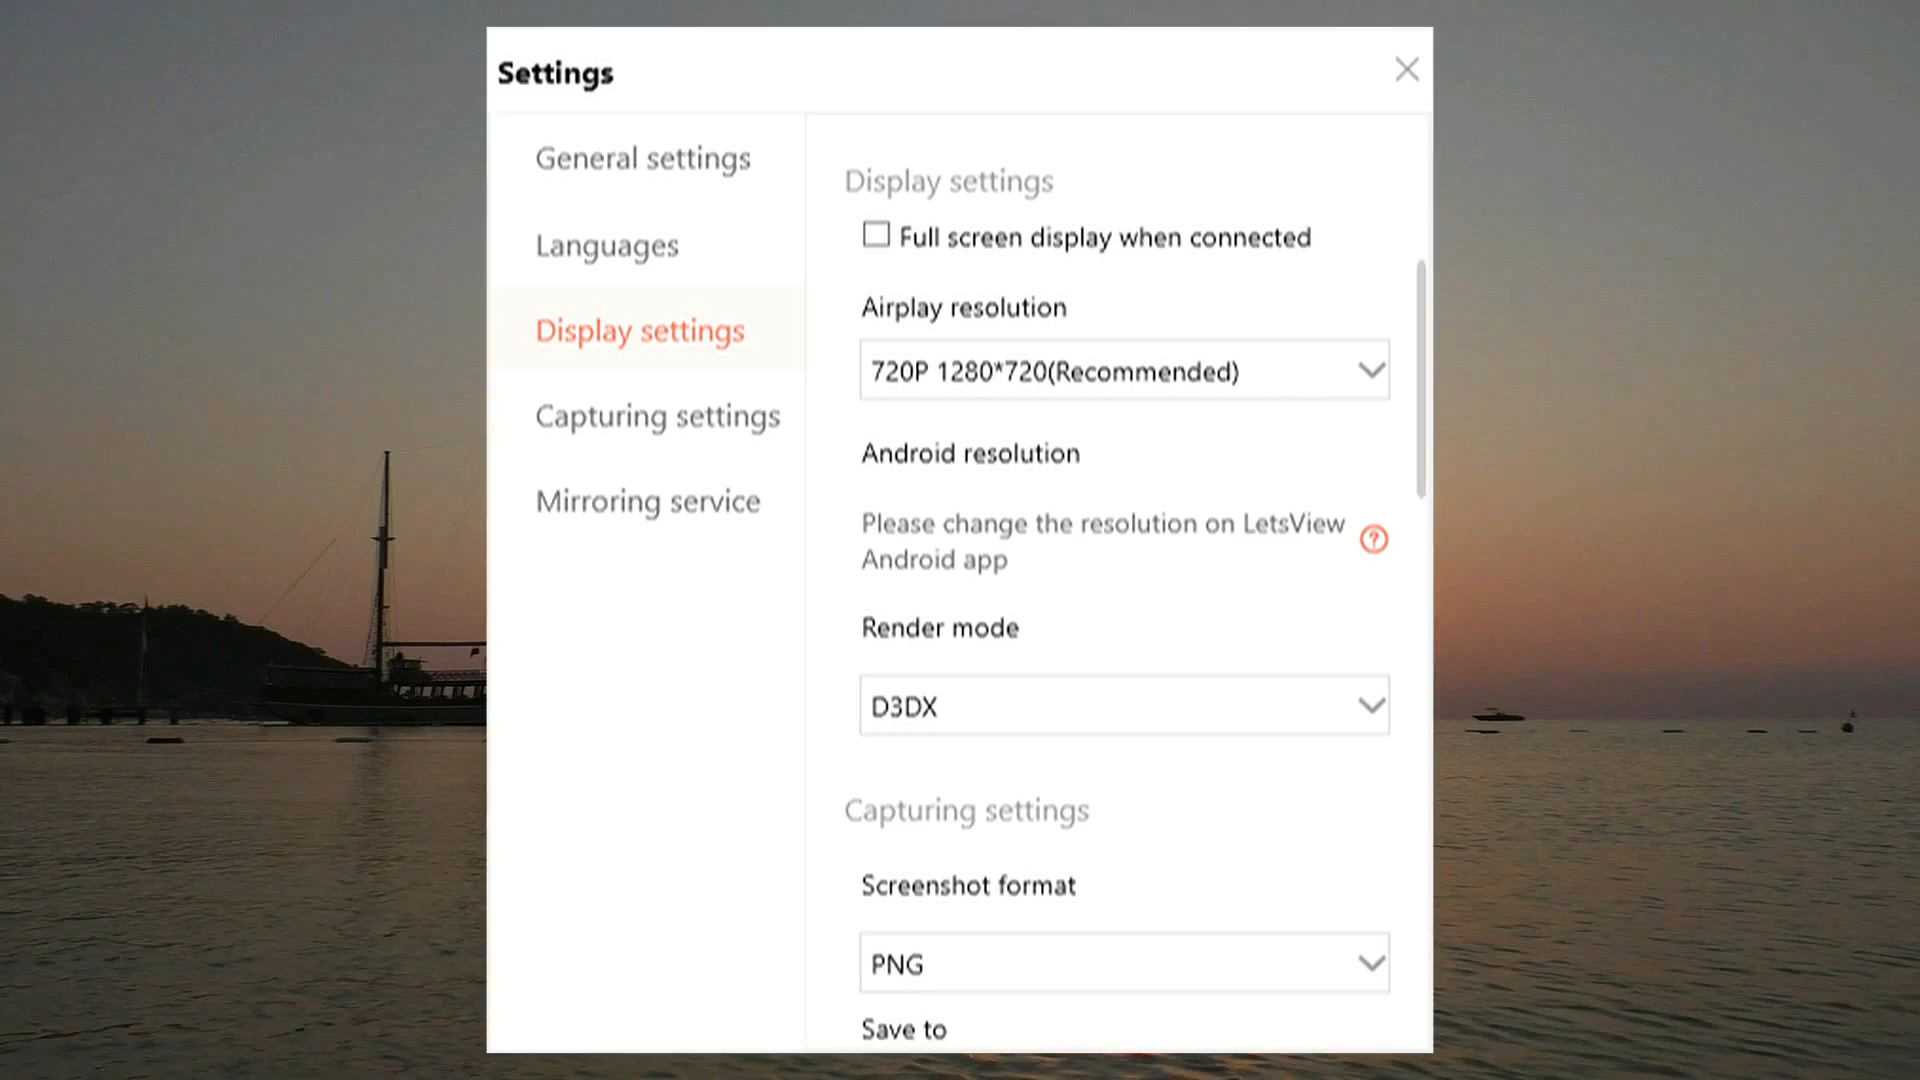 Settings
General settings
Languages
Display settings
Capturing settings
Mirroring service
Display settings
Full screen display when connected
Airplay resolution
720P 1280*720(Recommended)
Android resolution
Please change the resolution on LetsView
Android app
?
Render mode
D3DX
Capturing settings
Screenshot format
PNG
Save to